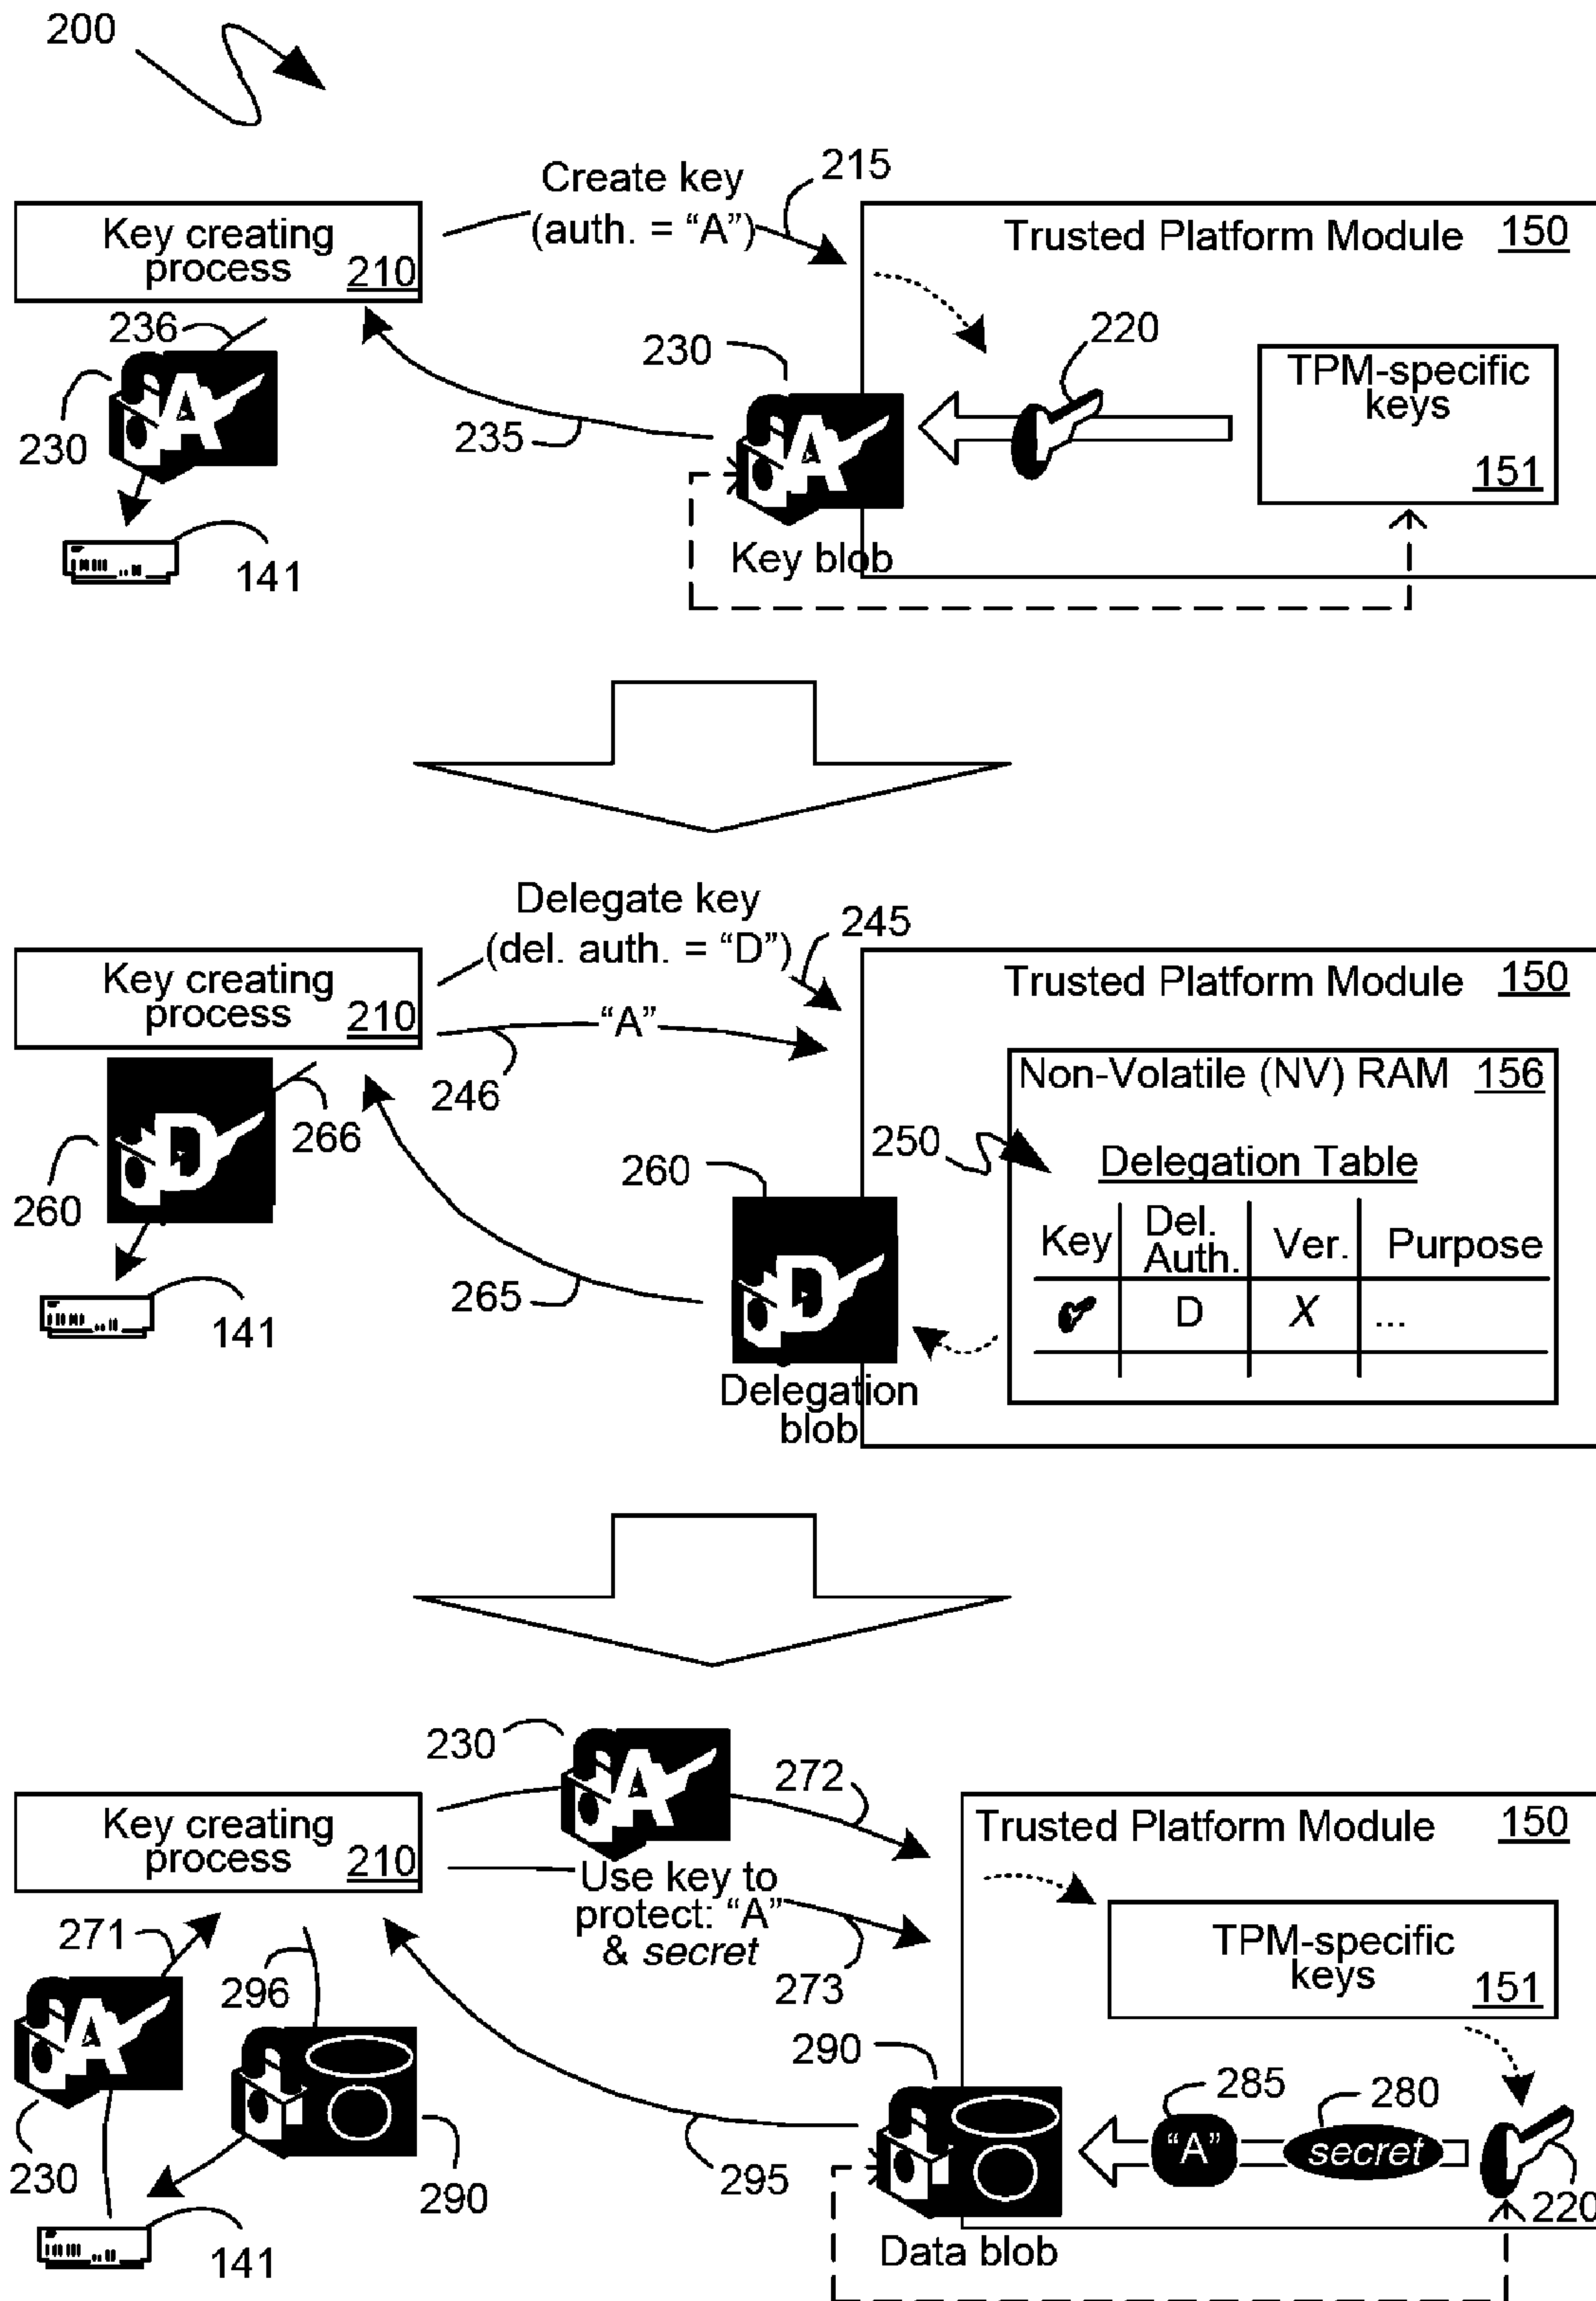 200
Create key
(auth. = “A”)
215
Key creating
process 210
Trusted Platform Module 150
236
230
A
141
235
230
A
Key blob
220
TPM-specific
keys
151
Delegate key
(del. auth. = “D”)
245
Key creating
process 210
“A”
246
Trusted Platform Module 150
Non-Volatile (NV) RAM 156
250
Delegation Table
Key Del. Auth. Ver. Purpose
D X ...
266
260
D
141
265
260
D
Delegation
blob
230
A
272
Key creating
process 210
Use key to
protect: “A”
& secret
273
Trusted Platform Module 150
TPM-specific
keys
151
271
296
A
230
290
141
295
290
Data blob
285
“A”
280
secret
220